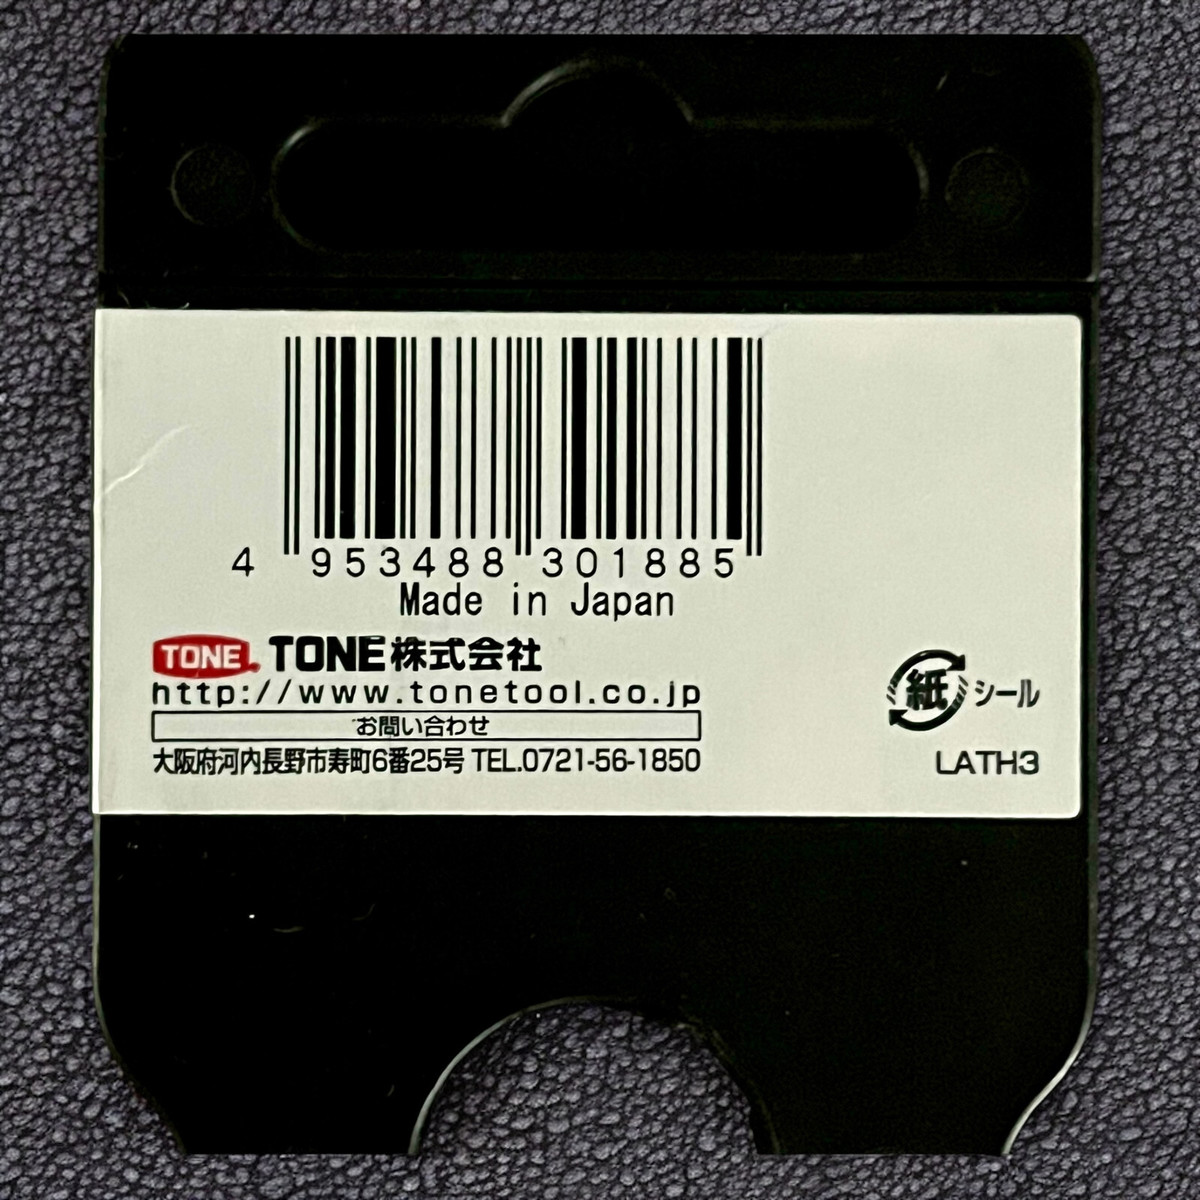 4 953488 301885
Made in Japan
TONE TONE株式会社
http://www.tonetool.co.jp
お問い合わせ
大阪府河内長野市寿町6番25号 TEL.0721-56-1850
紙 シール
LATH3